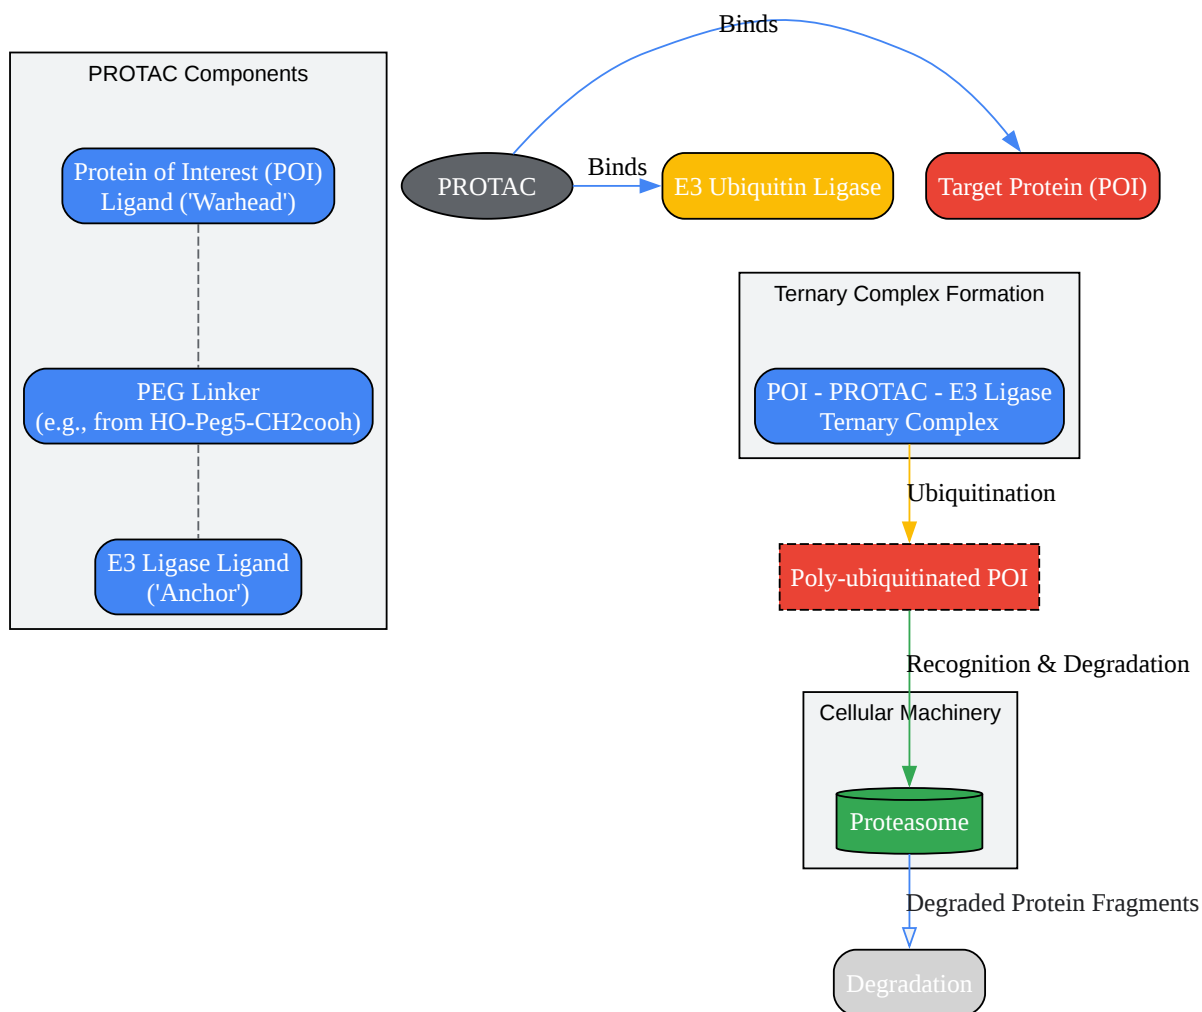 Binds
PROTAC Components
Protein of Interest (POI)
Ligand ('Warhead')
PROTAC
Binds
E3 Ubiquitin Ligase
Target Protein (POI)
Ternary Complex Formation
PEG Linker
(e.g., from HO-Peg5-CH2cooh)
POI - PROTAC - E3 Ligase
Ternary Complex
Ubiquitination
E3 Ligase Ligand
('Anchor')
Poly-ubiquitinated POI
Recognition & Degradation
Cellular Machinery
Proteasome
Degraded Protein Fragments
Degradation